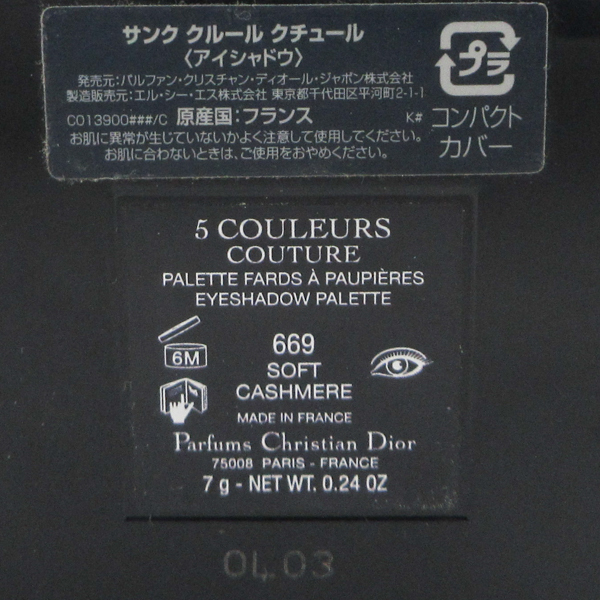 サンク クルール クチュール
〈アイシャドウ〉
発売元:パルファン・クリスチャン・ディオール・ジャポン株式会社
製造販売元:エル・シー・エス株式会社 東京都千代田区平河町2-1-1
C013900###/C 原産国:フランス K#
お肌に異常が生じていないかよく注意して使用してください。
お肌に合わないときは、ご使用をおやめください。
プラ
コンパクト
カバー
5 COULEURS
COUTURE
PALETTE FARDS À PAUPIÈRES
EYESHADOW PALETTE
6M
669
SOFT
CASHMERE
MADE IN FRANCE
Parfums Christian Dior
75008 PARIS - FRANCE
7 g - NET WT. 0.24 OZ
0L03